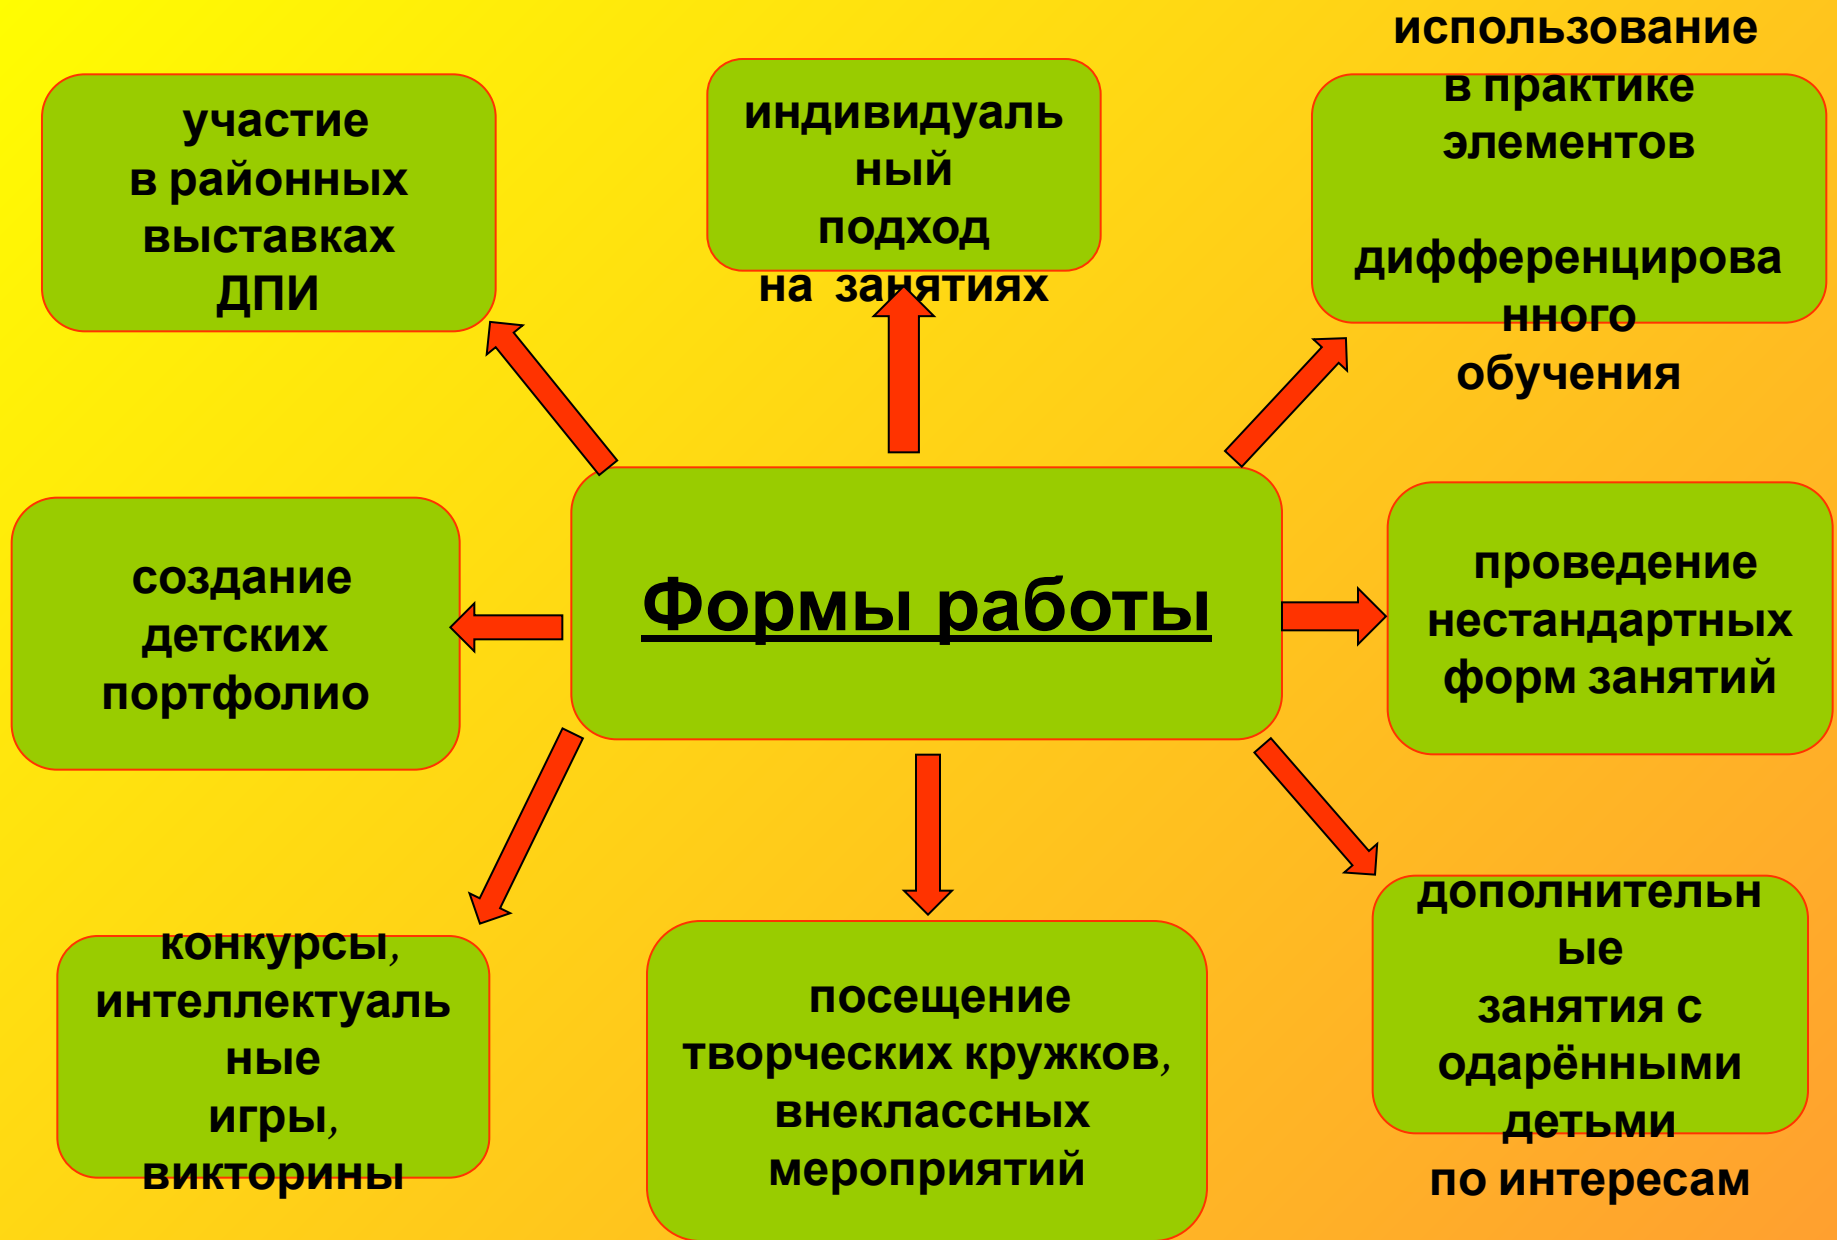 участие
в районных
выставках
ДПИ
индивидуаль
ный
подход
на занятиях
использование
в практике
элементов
дифференцирова
нного
обучения
создание
детских
портфолио
Формы работы
проведение
нестандартных
форм занятий
конкурсы,
интеллектуаль
ные
игры,
викторины
посещение
творческих кружков,
внеклассных
мероприятий
дополнительн
ые
занятия с
одарёнными
детьми
по интересам